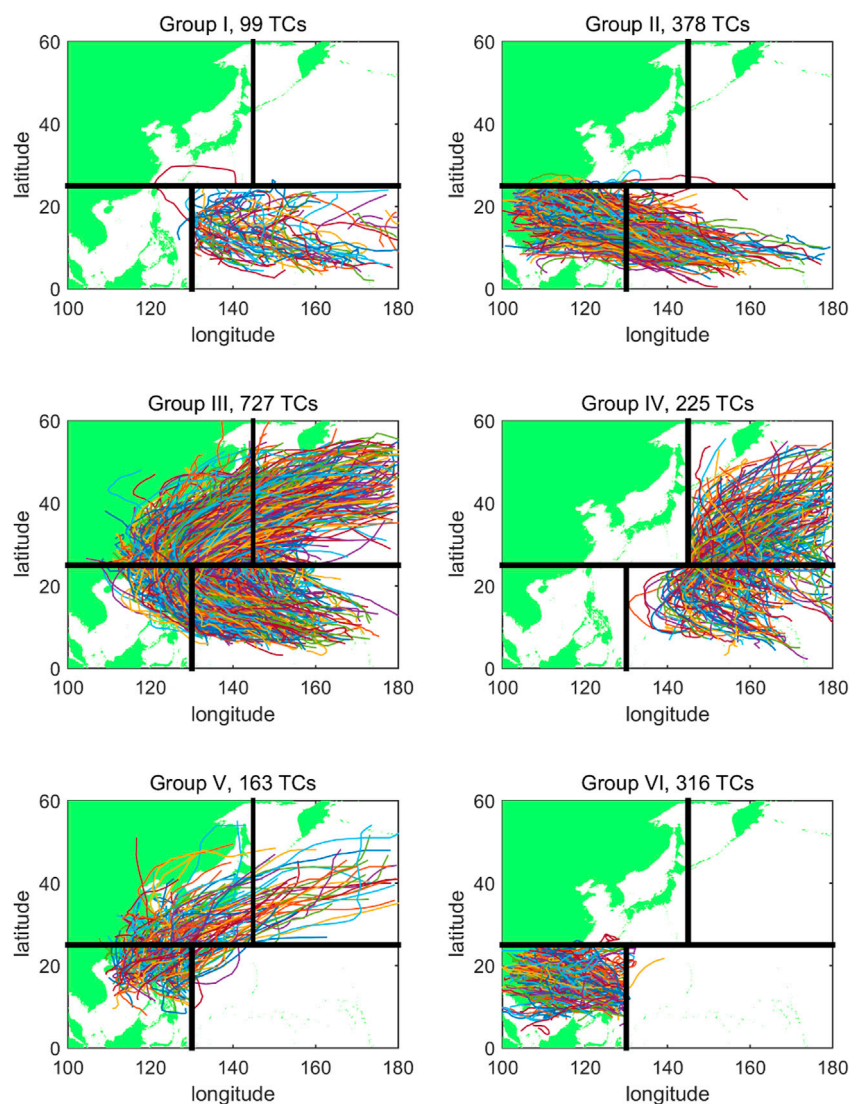 Group I, 99 TCs
60
40
20
0
latitude
100 120 140 160 180
longitude
Group II, 378 TCs
60
40
20
0
latitude
100 120 140 160 180
longitude
Group III, 727 TCs
60
40
20
0
latitude
100 120 140 160 180
longitude
Group IV, 225 TCs
60
40
20
0
latitude
100 120 140 160 180
longitude
Group V, 163 TCs
60
40
20
0
latitude
100 120 140 160 180
longitude
Group VI, 316 TCs
60
40
20
0
latitude
100 120 140 160 180
longitude